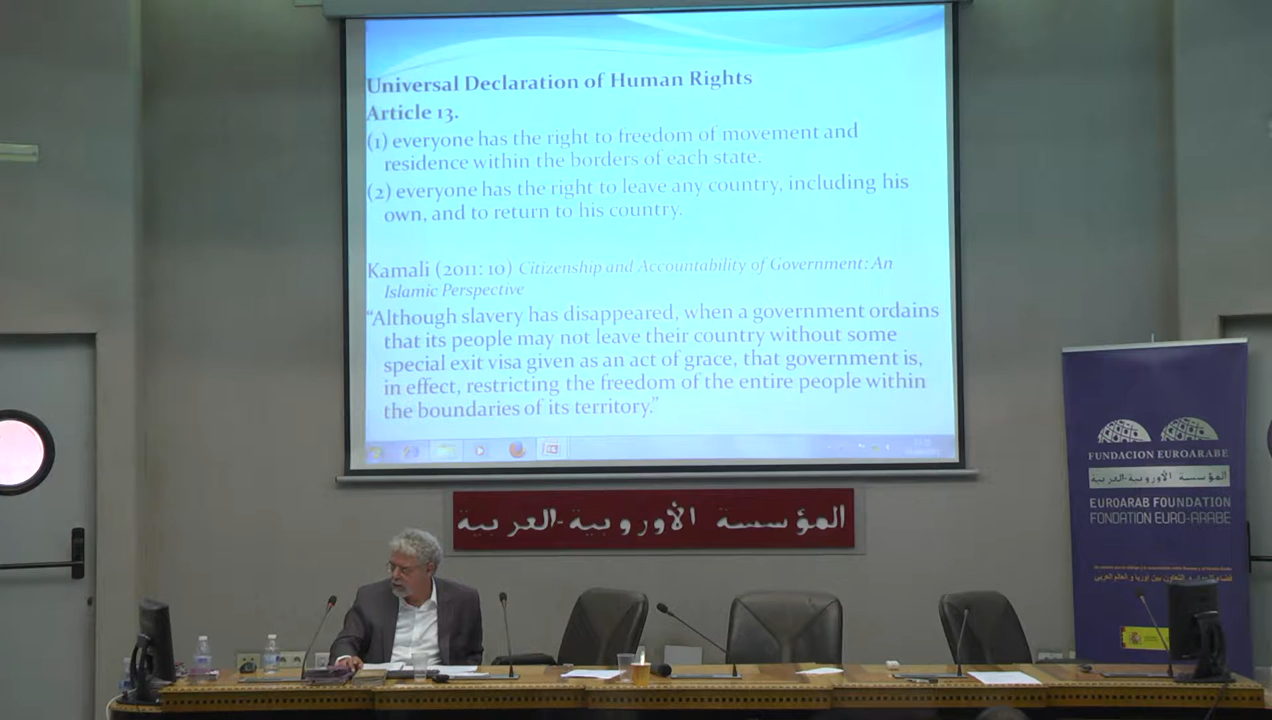 Universal Declaration of Human Rights
Article 13.
(1) everyone has the right to freedom of movement and
residence within the borders of each state.
(2) everyone has the right to leave any country, including his
own, and to return to his country.
Kamali (2011: 10) Citizenship and Accountability of Government: An
Islamic Perspective
“Although slavery has disappeared, when a government ordains
that its people may not leave their country without some
special exit visa given as an act of grace, that government is,
in effect, restricting the freedom of the entire people within
the boundaries of its territory.”
المؤسسة الأوروبية-العربية
FUNDACION EUROARABE
المؤسسة الأوروبية-العربية
EUROARAB FOUNDATION
FONDATION EURO-ARABE